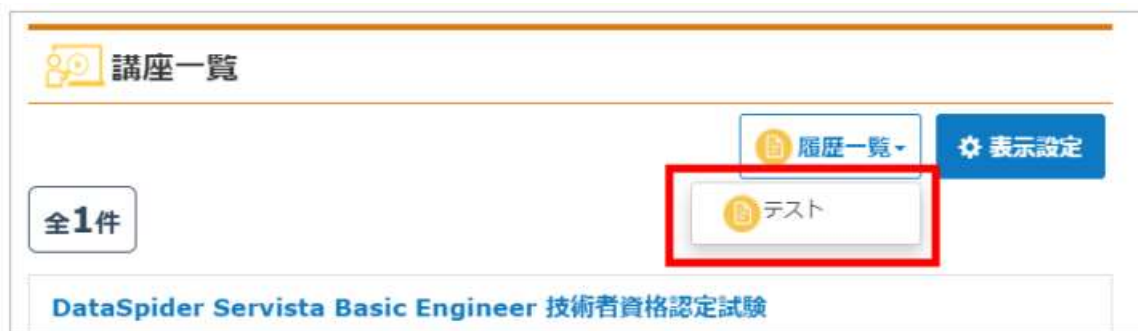 講座一覧
履歴一覧
表示設定
テスト
全1件
DataSpider Servista Basic Engineer 技術者資格認定試験